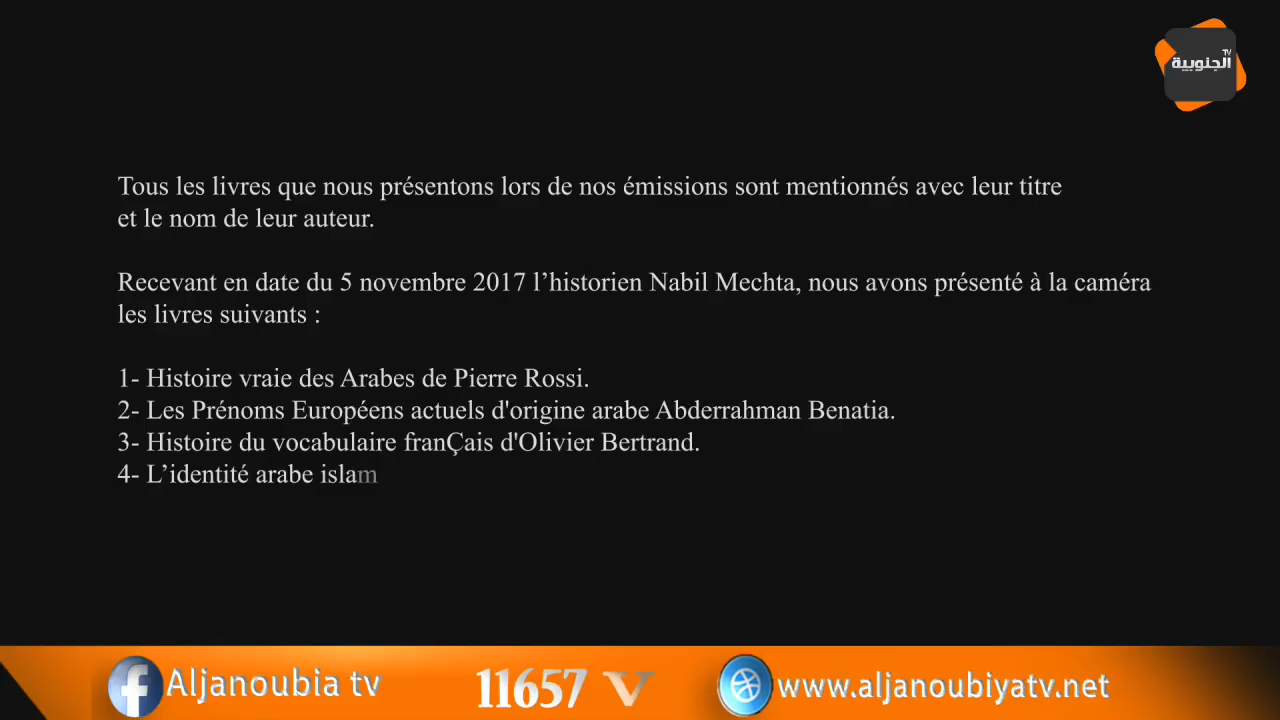 TV
الجنوبية
Tous les livres que nous présentons lors de nos émissions sont mentionnés avec leur titre
et le nom de leur auteur.
Recevant en date du 5 novembre 2017 l’historien Nabil Mechta, nous avons présenté à la caméra
les livres suivants :
1- Histoire vraie des Arabes de Pierre Rossi.
2- Les Prénoms Européens actuels d'origine arabe Abderrahman Benatia.
3- Histoire du vocabulaire franÇais d'Olivier Bertrand.
4- L’identité arabe islam
Aljanoubia tv
11657 V
www.aljanoubiyatv.net